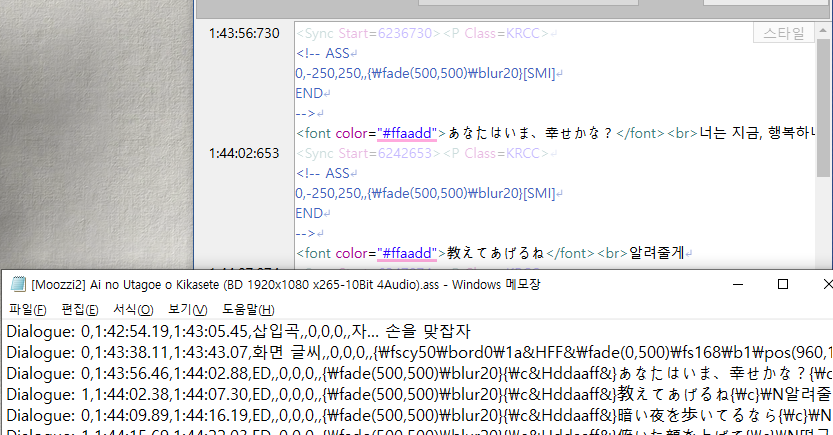 스타일
1:43:56:730
<Sync Start=6236730><P Class=KRCC>↵
<!-- ASS↵
0,-250,250,,{₩fade(500,500)₩blur20}[SMI]↵
END↵
-->↵
<font color="#ffaadd">あなたはいま、幸せかな？</font><br>너는 지금, 행복하
1:44:02:653
<Sync Start=6242653><P Class=KRCC>↵
<!-- ASS↵
0,-250,250,,{₩fade(500,500)₩blur20}[SMI]↵
END↵
-->↵
<font color="#ffaadd">教えてあげるね</font><br>알려줄게
[Moozzi2] Ai no Utagoe o Kikasete (BD 1920x1080 x265-10Bit 4Audio).ass - Windows 메모장
파일(F) 편집(E) 서식(O) 보기(V) 도움말(H)
Dialogue: 0,1:42:54.19,1:43:05.45,삽입곡,,0,0,0,,자... 손을 맞잡자
Dialogue: 0,1:43:38.11,1:43:43.07,화면 글씨,,0,0,0,,{₩fscy50₩bord0₩1a&HFF&₩fade(0,500)₩fs168₩b1₩pos(960,1
Dialogue: 0,1:43:56.46,1:44:02.88,ED,,0,0,0,,{₩fade(500,500)₩blur20}{₩c&Hddaaff&}あなたはいま、幸せかな？{₩c
Dialogue: 1,1:44:02.38,1:44:07.30,ED,,0,0,0,,{₩fade(500,500)₩blur20}{₩c&Hddaaff&}教えてあげるね{₩c}₩N알려줄
Dialogue: 0,1:44:09.89,1:44:16.19,ED,,0,0,0,,{₩fade(500,500)₩blur20}{₩c&Hddaaff&}暗い夜を歩いてるなら{₩c}₩N